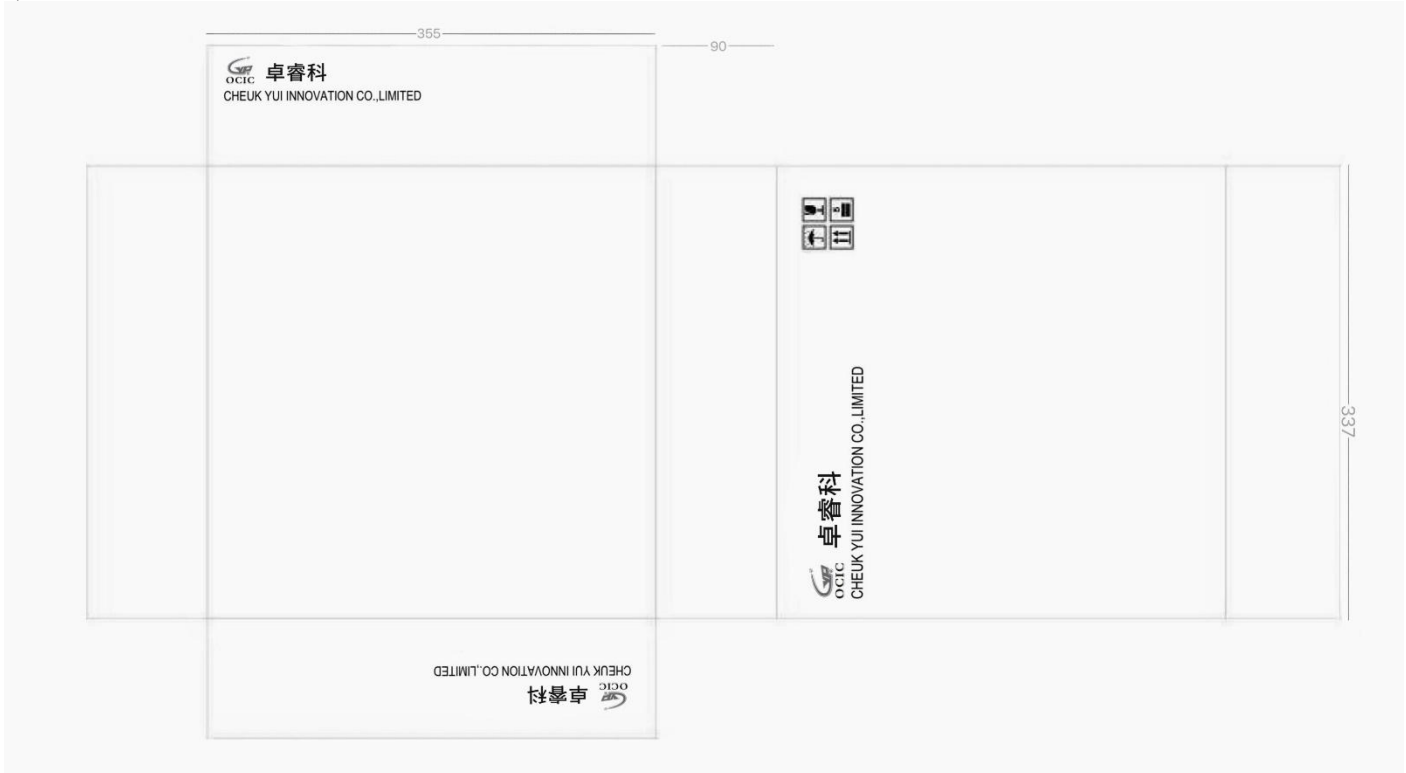 355
90
OCIC 卓睿科
CHEUK YUI INNOVATION CO.,LIMITED
337
OCIC 卓睿科
CHEUK YUI INNOVATION CO.,LIMITED
CHEUK YUI INNOVATION CO.,LIMITED
OCIC 卓睿科